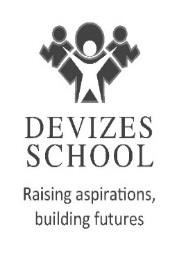 DEVIZES
SCHOOL
Raising aspirations,
building futures